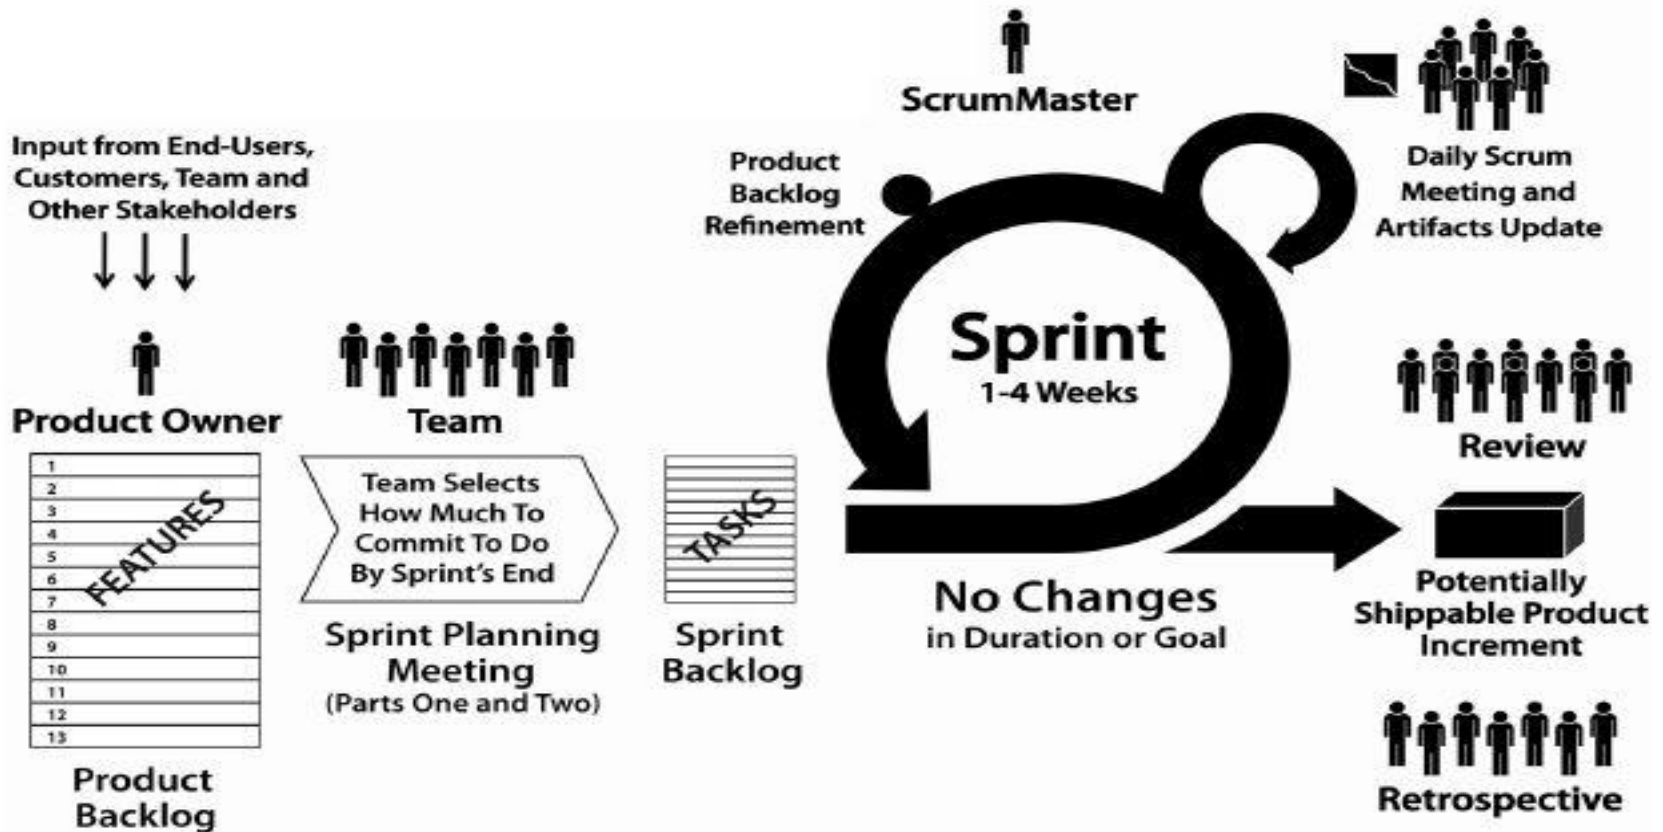 Input from End-Users,
Customers, Team and
Other Stakeholders
Product Owner
1
2
3
4
5
6
7
8
9
10
11
12
13
FEATURES
Product
Backlog
Team
Team Selects
How Much To
Commit To Do
By Sprint's End
Sprint Planning
Meeting
(Parts One and Two)
TASKS
Sprint
Backlog
Product
Backlog
Refinement
ScrumMaster
Sprint
1-4 Weeks
No Changes
in Duration or Goal
Daily Scrum
Meeting and
Artifacts Update
Review
Potentially
Shippable Product
Increment
Retrospective